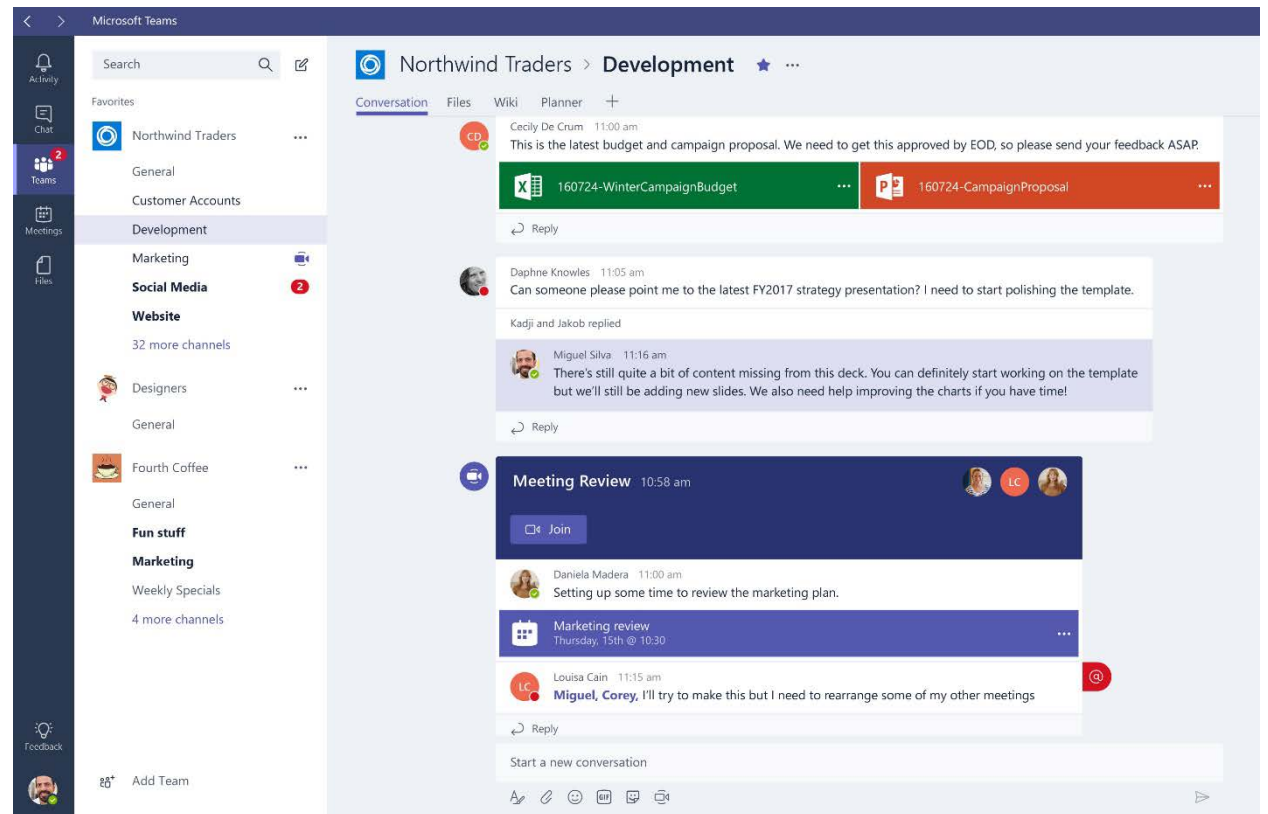 Microsoft Teams
Activity
Chat
2
Teams
Meetings
Files
Feedback
Search
Favorites
Northwind Traders
General
Customer Accounts
Development
Marketing
Social Media 2
Website
32 more channels
Designers
General
Fourth Coffee
General
Fun stuff
Marketing
Weekly Specials
4 more channels
Add Team
Northwind Traders > Development
Conversation Files Wiki Planner
CD
Cecily De Crum 11:00 am
This is the latest budget and campaign proposal. We need to get this approved by EOD, so please send your feedback ASAP.
160724-WinterCampaignBudget
160724-CampaignProposal
Reply
Daphne Knowles 11:05 am
Can someone please point me to the latest FY2017 strategy presentation? I need to start polishing the template.
Kadji and Jakob replied
Miguel Silva 11:16 am
There's still quite a bit of content missing from this deck. You can definitely start working on the template
but we'll still be adding new slides. We also need help improving the charts if you have time!
Reply
Meeting Review 10:58 am
LC
Join
Daniela Madera 11:00 am
Setting up some time to review the marketing plan.
Marketing review
Thursday, 15th @ 10:30
LC
Louisa Cain 11:15 am
Miguel, Corey, I'll try to make this but I need to rearrange some of my other meetings
@
Reply
Start a new conversation
GIF